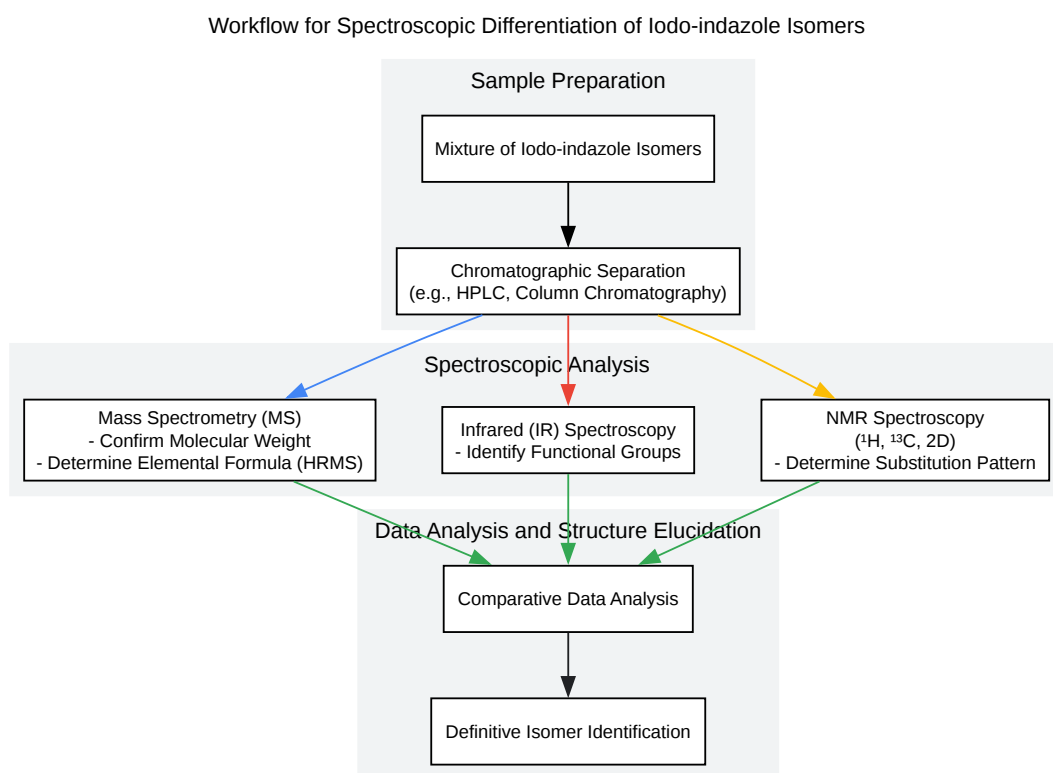 Workflow for Spectroscopic Differentiation of Iodo-indazole Isomers
Sample Preparation
Mixture of Iodo-indazole Isomers
Chromatographic Separation
(e.g., HPLC, Column Chromatography)
Spectroscopic Analysis
Mass Spectrometry (MS)
- Confirm Molecular Weight
- Determine Elemental Formula (HRMS)
Infrared (IR) Spectroscopy
- Identify Functional Groups
NMR Spectroscopy
(¹H, ¹³C, 2D)
- Determine Substitution Pattern
Data Analysis and Structure Elucidation
Comparative Data Analysis
Definitive Isomer Identification